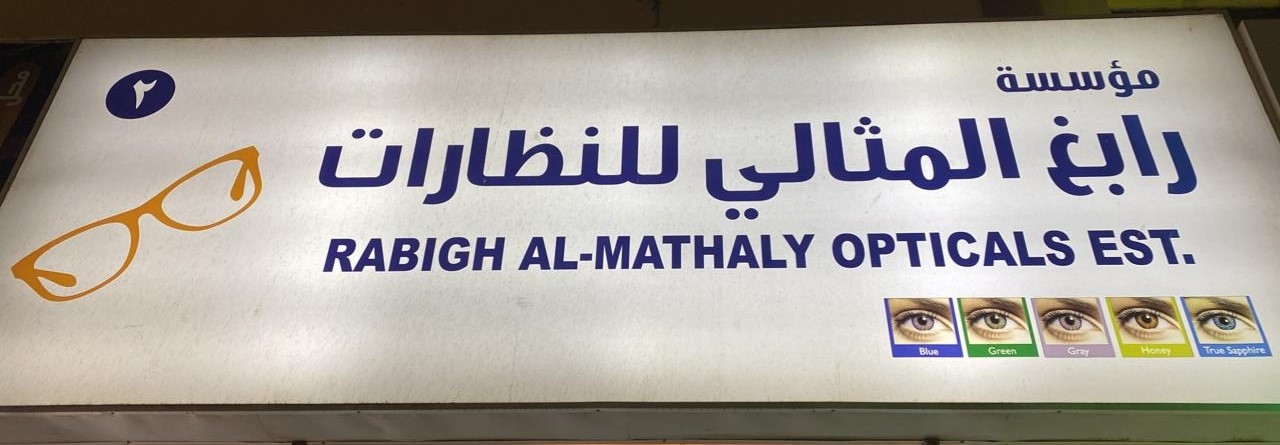 ٢
مؤسسة
رابغ المثالي للنظارات
RABIGH AL-MATHALY OPTICALS EST.
Blue Green Gray Honey True Sapphire